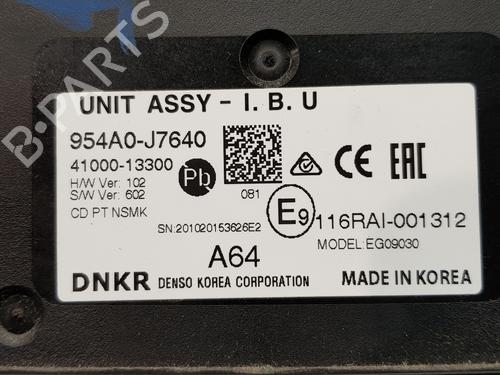 B-PARTS
UNIT ASSY - I. B. U
954A0-J7640
41000-13300
H/W Ver: 102
S/W Ver: 602
CD PT NSMK
Pb
081
CE EAC
SN:201020153626E2
E9 116RAI-001312
MODEL:EG09030
A64
DNKR DENSO KOREA CORPORATION
MADE IN KOREA